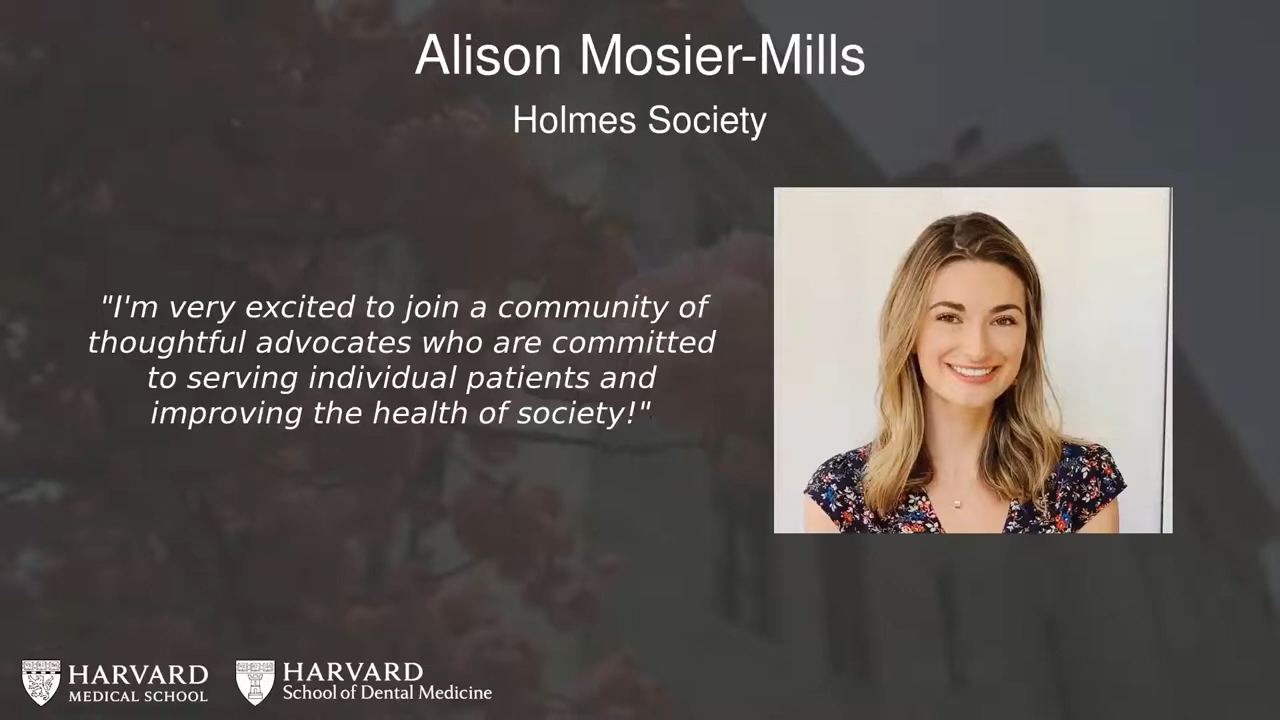 Alison Mosier-Mills
Holmes Society
"I'm very excited to join a community of
thoughtful advocates who are committed
to serving individual patients and
improving the health of society!"
HARVARD
MEDICAL SCHOOL
HARVARD
School of Dental Medicine